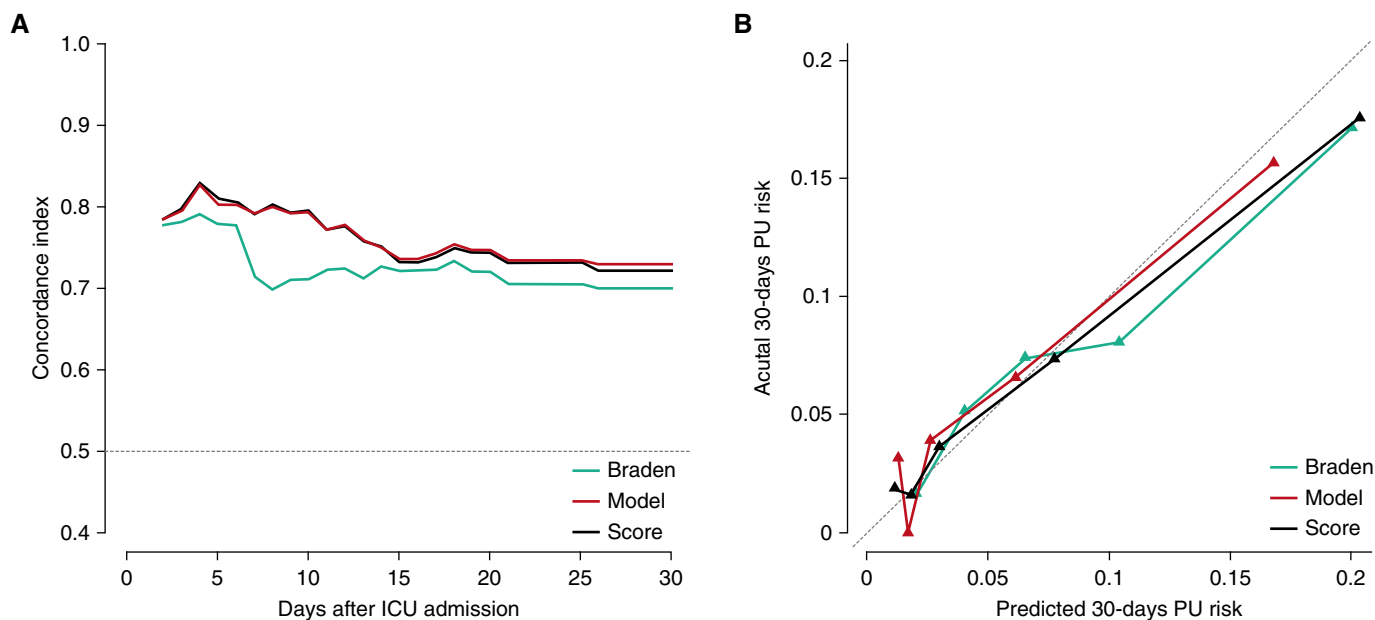 A
1.0
0.9
0.8
0.7
0.6
0.5
0.4
Concordance index
0 5 10 15 20 25 30
Days after ICU admission
Braden
Model
Score
B
0.2
0.15
0.1
0.05
0
Acutal 30-days PU risk
0 0.05 0.1 0.15 0.2
Predicted 30-days PU risk
Braden
Model
Score